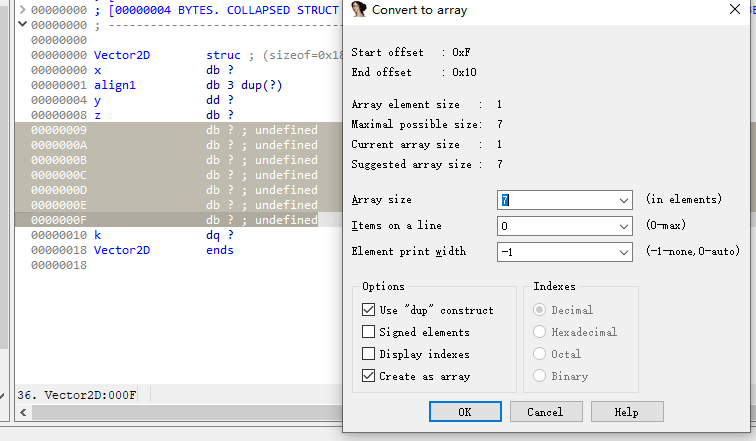 00000000 ; [00000004 BYTES. COLLAPSED STRUCT
00000000 ; ---------------------------------
00000000
00000000 Vector2D struc ; (sizeof=0x18
00000000 x db ?
00000001 align1 db 3 dup(?)
00000004 y dd ?
00000008 z db ?
00000009 db ? ; undefined
0000000A db ? ; undefined
0000000B db ? ; undefined
0000000C db ? ; undefined
0000000D db ? ; undefined
0000000E db ? ; undefined
0000000F db ? ; undefined
00000010 k dq ?
00000018 Vector2D ends
00000018
36. Vector2D:000F
Convert to array
Start offset : 0xF
End offset : 0x10
Array element size : 1
Maximal possible size: 7
Current array size : 1
Suggested array size : 7
Array size 7 (in elements)
Items on a line 0 (0-max)
Element print width -1 (-1-none,0-auto)
Options
Use "dup" construct
Signed elements
Display indexes
Create as array
Indexes
Decimal
Hexadecimal
Octal
Binary
OK Cancel Help